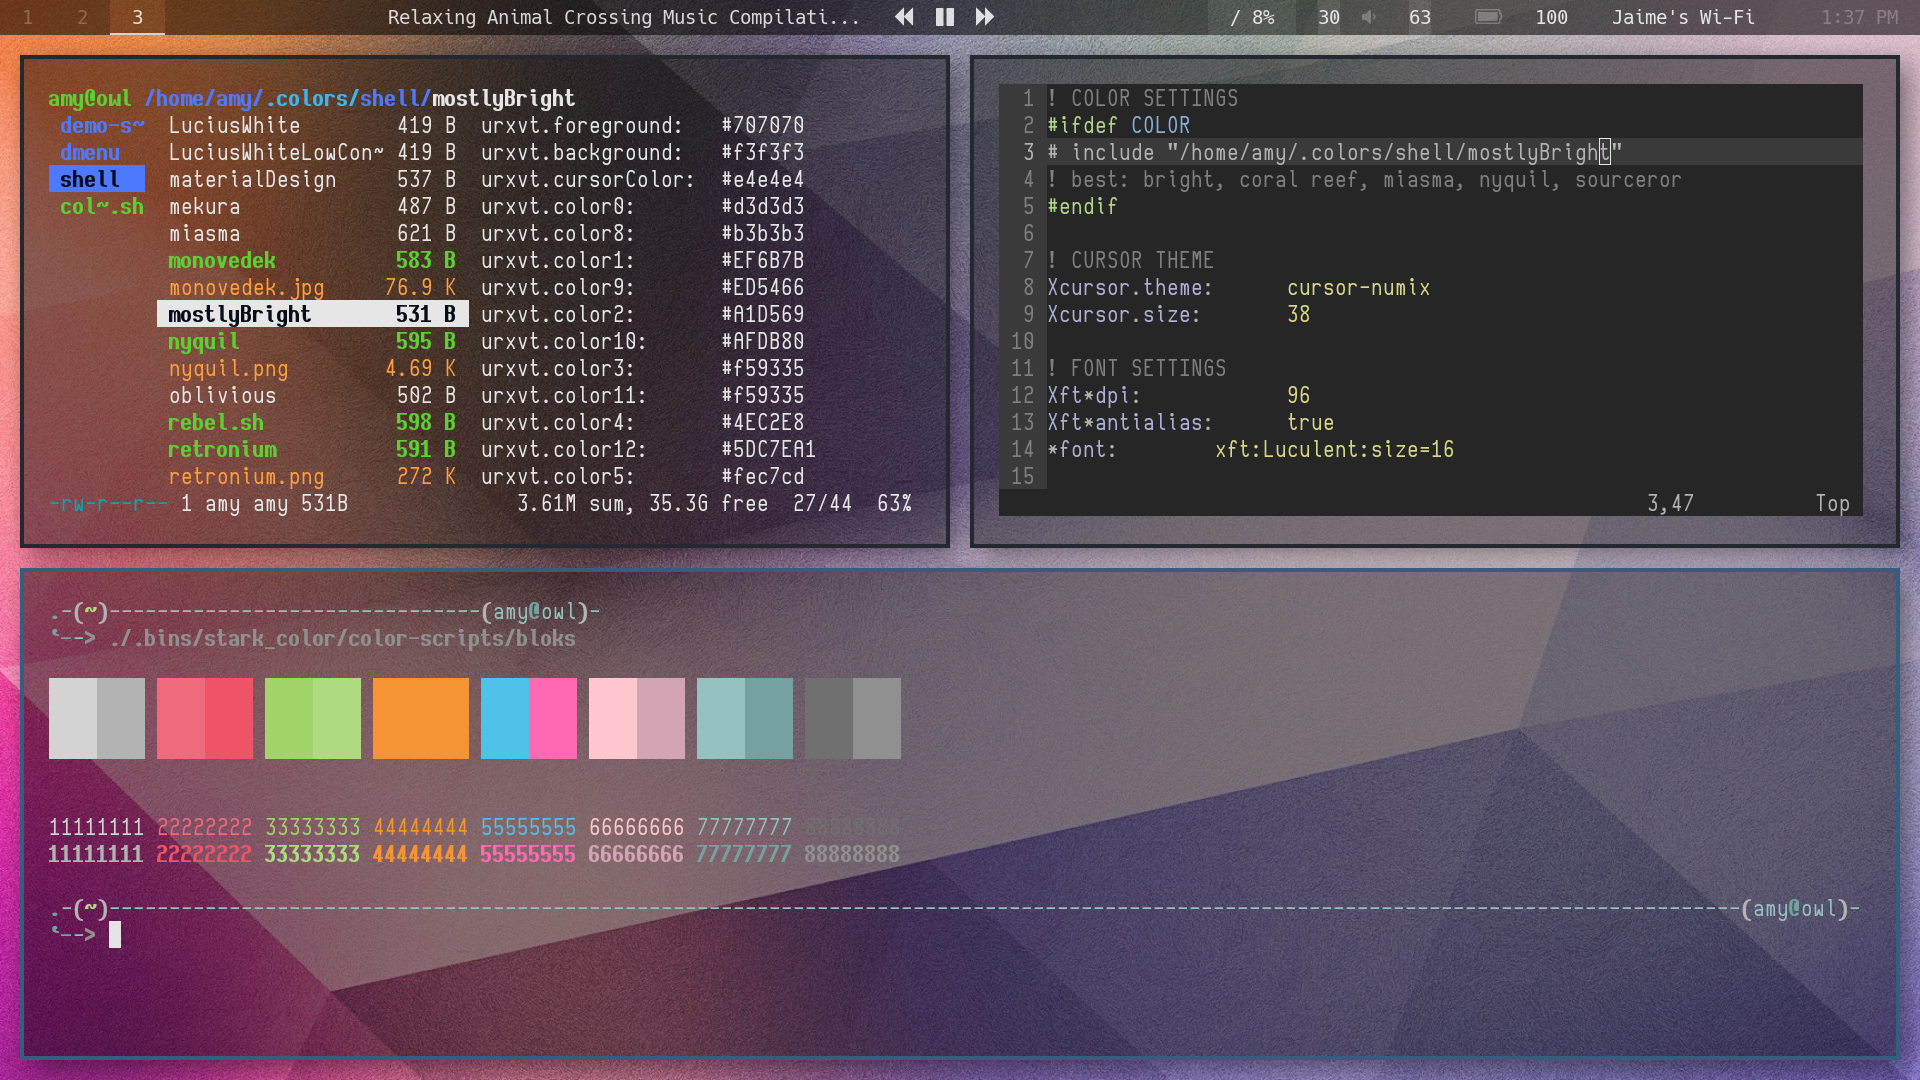 1 2 3 Relaxing Animal Crossing Music Compilati... / 8% 30 63 100 Jaime's Wi-Fi 1:37 PM
amy@owl /home/amy/.colors/shell/mostlyBright
demo-s~ LuciusWhite 419 B urxvt.foreground: #707070
dmenu LuciusWhiteLowCon~ 419 B urxvt.background: #f3f3f3
shell materialDesign 537 B urxvt.cursorColor: #e4e4e4
col~.sh mekura 487 B urxvt.color0: #d3d3d3
miasma 621 B urxvt.color8: #b3b3b3
monovedek 583 B urxvt.color1: #EF6B7B
monovedek.jpg 76.9 K urxvt.color9: #ED5466
mostlyBright 531 B urxvt.color2: #A1D569
nyquil 595 B urxvt.color10: #AFDB80
nyquil.png 4.69 K urxvt.color3: #f59335
oblivious 502 B urxvt.color11: #f59335
rebel.sh 598 B urxvt.color4: #4EC2E8
retronium 591 B urxvt.color12: #5DC7EA1
retronium.png 272 K urxvt.color5: #fec7cd
-rw-r--r-- 1 amy amy 531B 3.61M sum, 35.3G free 27/44 63%
1 ! COLOR SETTINGS
2 #ifdef COLOR
3 # include "/home/amy/.colors/shell/mostlyBright"
4 ! best: bright, coral reef, miasma, nyquil, sourceror
5 #endif
6
7 ! CURSOR THEME
8 Xcursor.theme: cursor-numix
9 Xcursor.size: 38
10
11 ! FONT SETTINGS
12 Xft*dpi: 96
13 Xft*antialias: true
14 *font: xft:Luculent:size=16
15
3,47 Top
.-(~)-------------------------------(amy@owl)-
'--> ./.bins/stark_color/color-scripts/bloks
11111111 22222222 33333333 44444444 55555555 66666666 77777777 88888888
11111111 22222222 33333333 44444444 55555555 66666666 77777777 88888888
.-(~)----------------------------------------------------------------------------------------------------------------------------------------(amy@owl)-
'-->